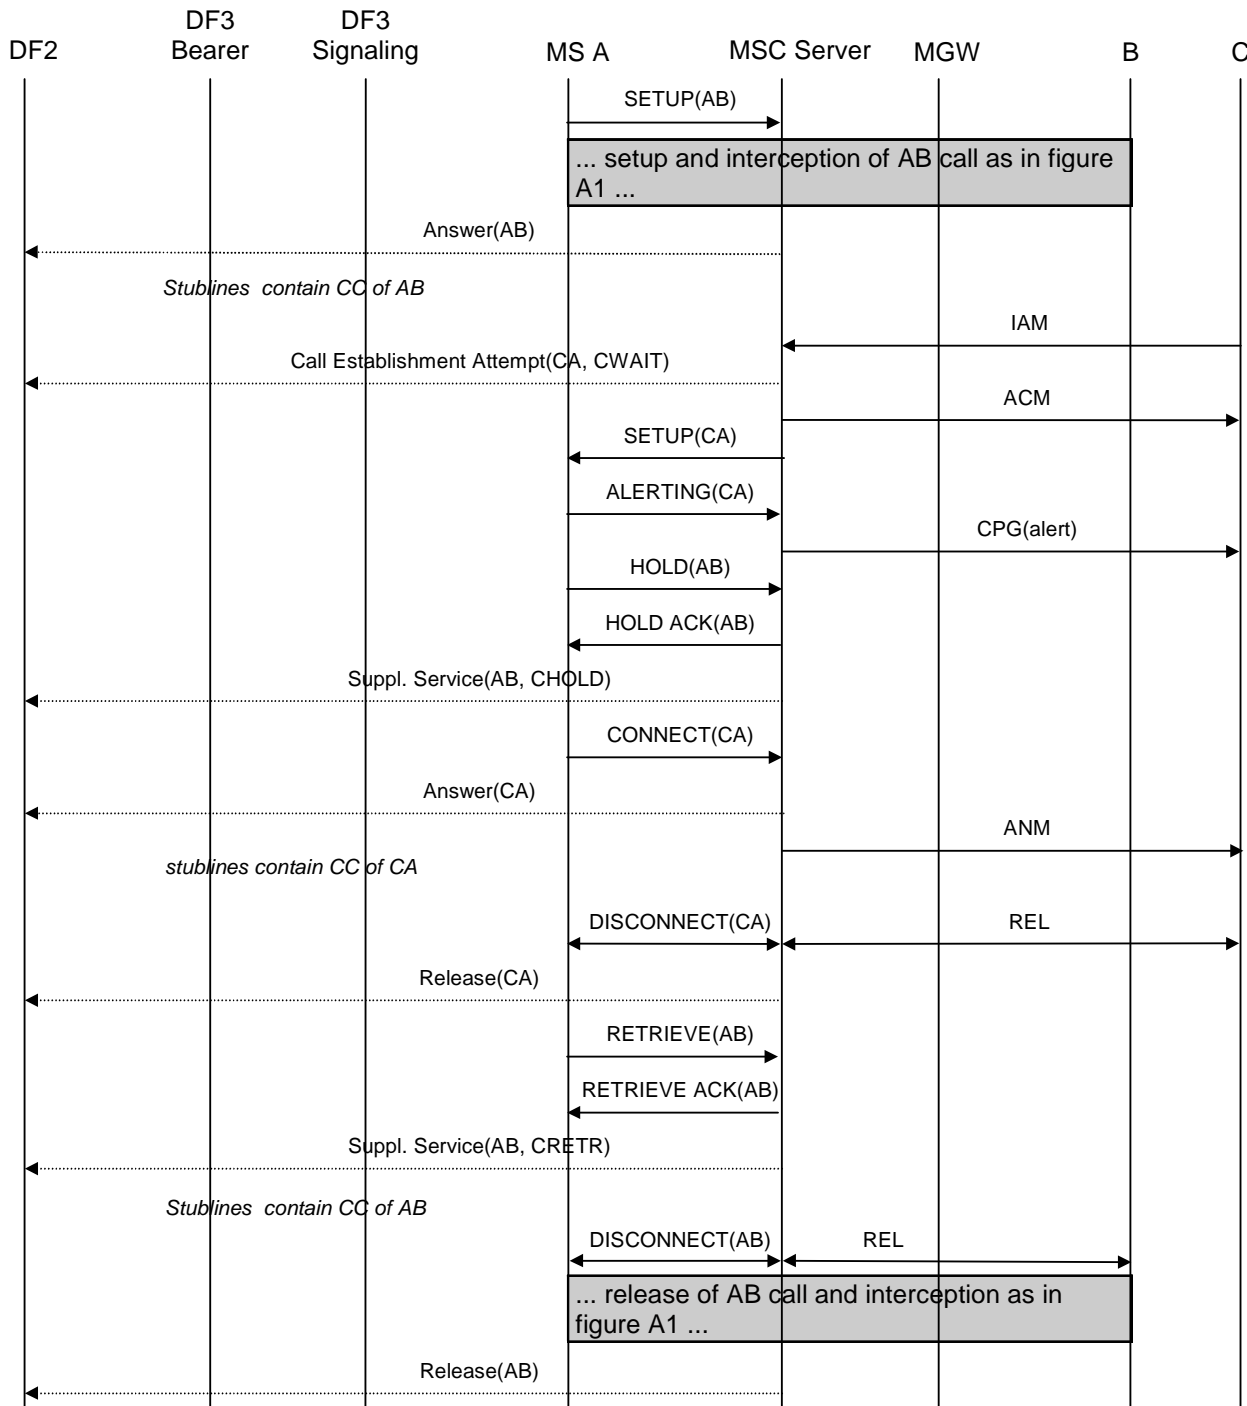 DF2
DF3
Bearer
DF3
Signaling
MS A
MSC Server
MGW
B
C
SETUP(AB)
... setup and interception of AB call as in figure
A1 ...
Answer(AB)
Stublines contain CC of AB
IAM
Call Establishment Attempt(CA, CWAIT)
ACM
SETUP(CA)
ALERTING(CA)
CPG(alert)
HOLD(AB)
HOLD ACK(AB)
Suppl. Service(AB, CHOLD)
CONNECT(CA)
Answer(CA)
ANM
stublines contain CC of CA
DISCONNECT(CA)
REL
Release(CA)
RETRIEVE(AB)
RETRIEVE ACK(AB)
Suppl. Service(AB, CRETR)
Stublines contain CC of AB
DISCONNECT(AB)
REL
... release of AB call and interception as in
figure A1 ...
Release(AB)